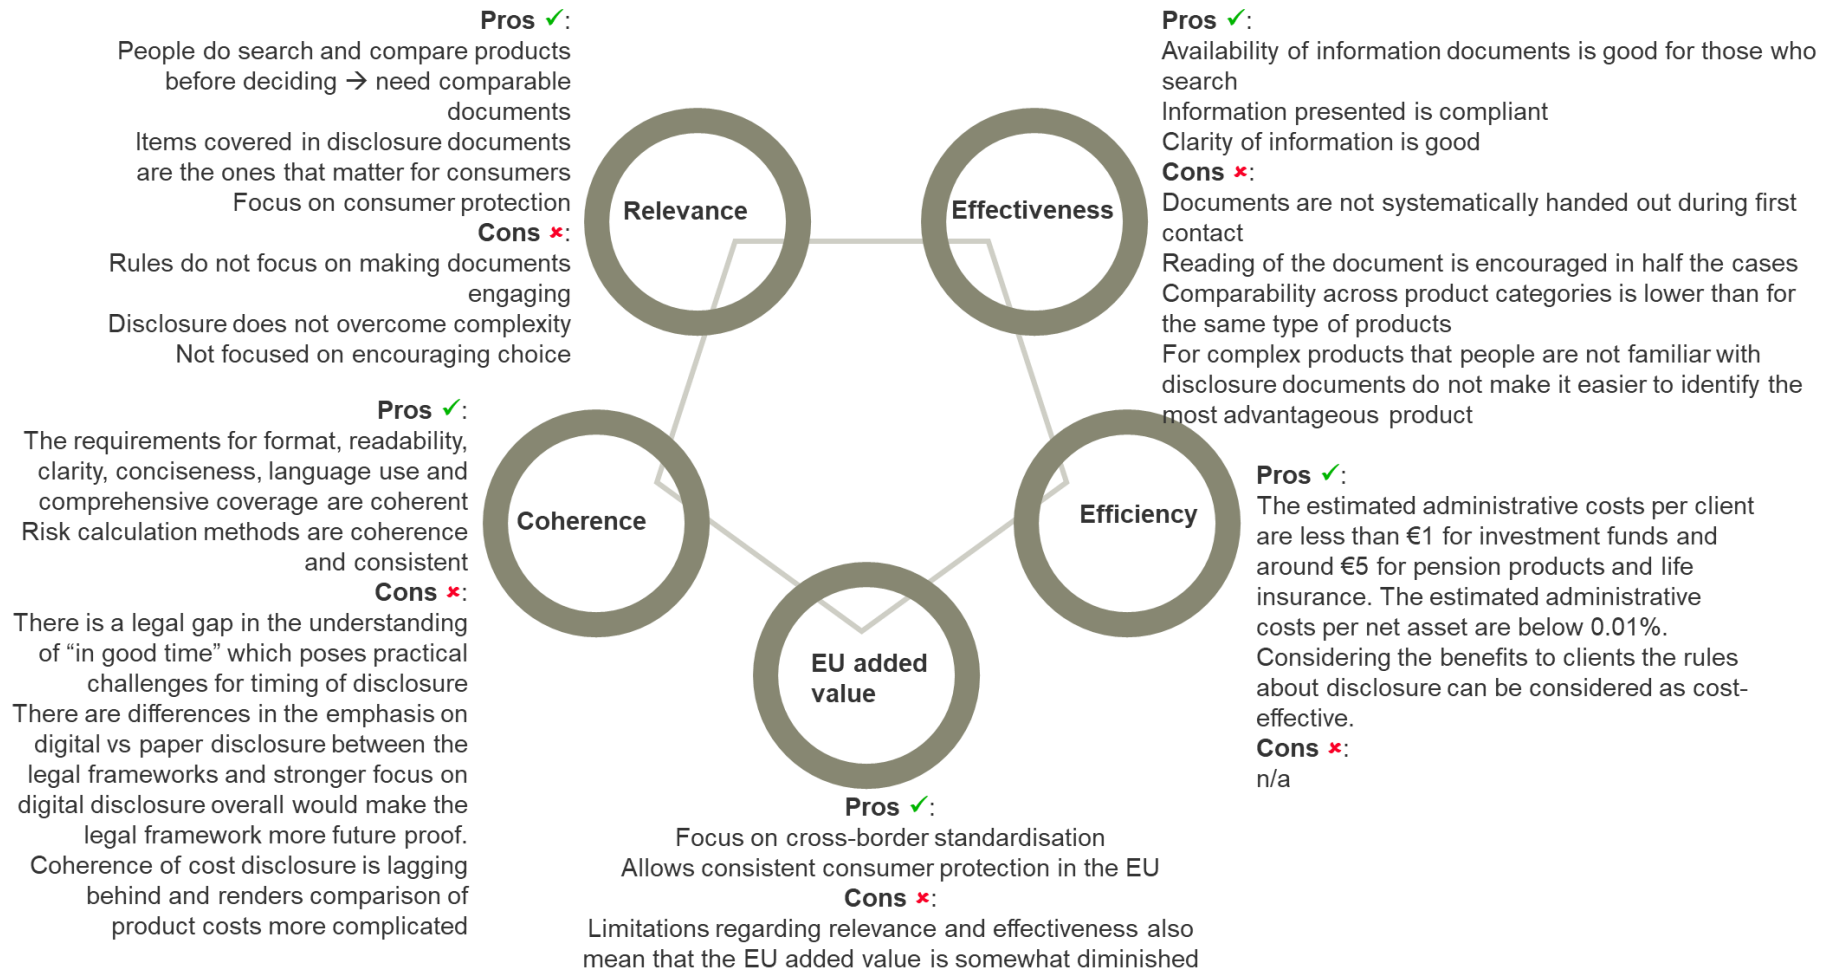 Pros ✓:
People do search and compare products
before deciding → need comparable
documents
Items covered in disclosure documents
are the ones that matter for consumers
Focus on consumer protection
Cons ✘:
Rules do not focus on making documents
engaging
Disclosure does not overcome complexity
Not focused on encouraging choice
Relevance
Effectiveness
Pros ✓:
Availability of information documents is good for those who
search
Information presented is compliant
Clarity of information is good
Cons ✘:
Documents are not systematically handed out during first
contact
Reading of the document is encouraged in half the cases
Comparability across product categories is lower than for
the same type of products
For complex products that people are not familiar with
disclosure documents do not make it easier to identify the
most advantageous product
Pros ✓:
The requirements for format, readability,
clarity, conciseness, language use and
comprehensive coverage are coherent
Risk calculation methods are coherence
and consistent
Cons ✘:
There is a legal gap in the understanding
of “in good time” which poses practical
challenges for timing of disclosure
There are differences in the emphasis on
digital vs paper disclosure between the
legal frameworks and stronger focus on
digital disclosure overall would make the
legal framework more future proof.
Coherence of cost disclosure is lagging
behind and renders comparison of
product costs more complicated
Coherence
Efficiency
Pros ✓:
The estimated administrative costs per client
are less than €1 for investment funds and
around €5 for pension products and life
insurance. The estimated administrative
costs per net asset are below 0.01%.
Considering the benefits to clients the rules
about disclosure can be considered as cost-
effective.
Cons ✘:
n/a
EU added
value
Pros ✓:
Focus on cross-border standardisation
Allows consistent consumer protection in the EU
Cons ✘:
Limitations regarding relevance and effectiveness also
mean that the EU added value is somewhat diminished